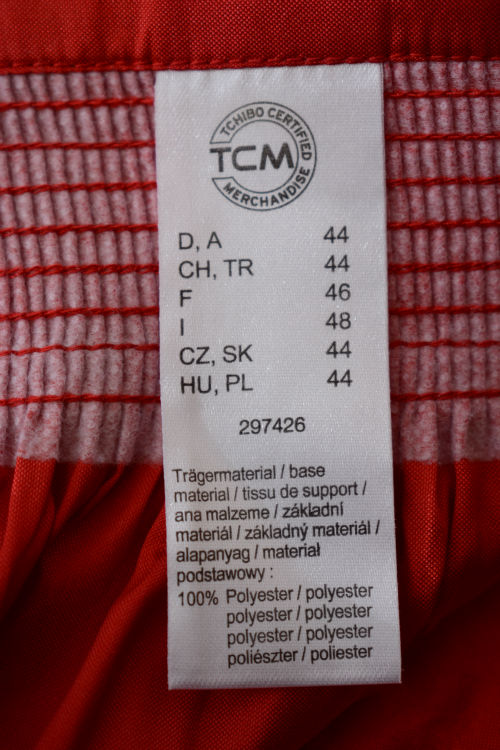 TCHIBO CERTIFIED
TCM
MERCHANDISE
D, A 44
CH, TR 44
F 46
I 48
CZ, SK 44
HU, PL 44
297426
Trägermaterial / base
material / tissu de support /
ana malzeme / základní
materiál / základný materiál /
alapanyag / materiał
podstawowy :
100% Polyester / polyester
polyester / polyester
polyester / polyester
poliészter / poliester